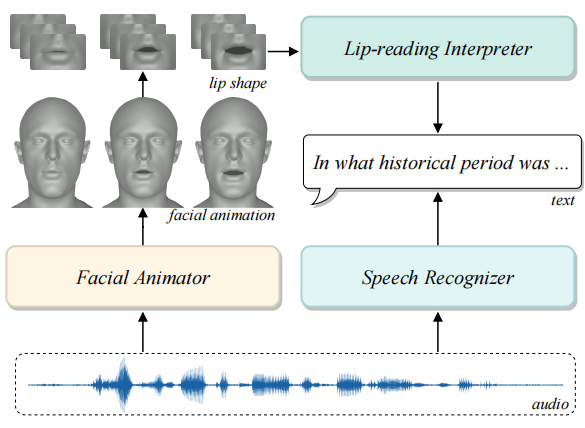 lip shape
Lip-reading Interpreter
In what historical period was ...
text
facial animation
Facial Animator
Speech Recognizer
audio